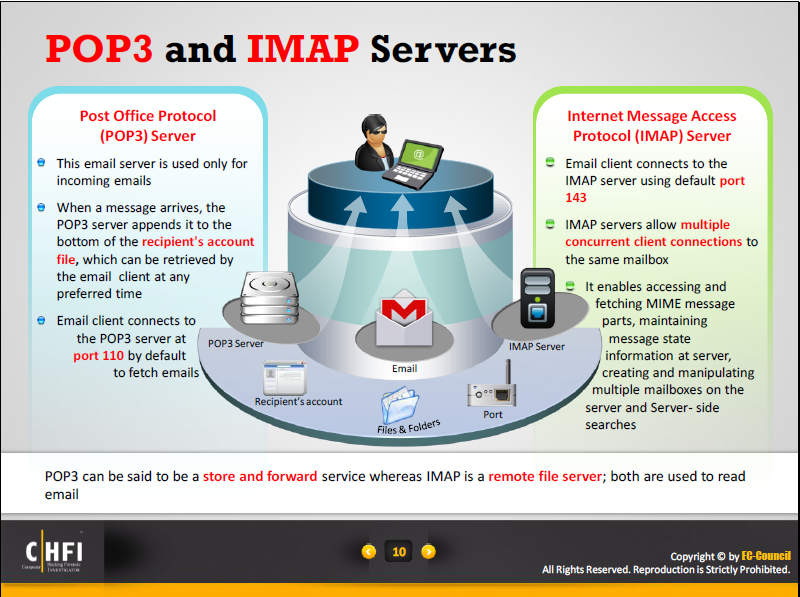 POP3 and IMAP Servers
Post Office Protocol
(POP3) Server
This email server is used only for
incoming emails
When a message arrives, the
POP3 server appends it to the
bottom of the recipient's account
file, which can be retrieved by
the email client at any
preferred time
Email client connects to
the POP3 server at
port 110 by default
to fetch emails
@
POP3 Server
Email
IMAP Server
Recipient's account
Files & Folders
Port
Internet Message Access
Protocol (IMAP) Server
Email client connects to the
IMAP server using default port
143
IMAP servers allow multiple
concurrent client connections to
the same mailbox
It enables accessing and
fetching MIME message
parts, maintaining
message state
information at server,
creating and manipulating
multiple mailboxes on the
server and Server- side
searches
POP3 can be said to be a store and forward service whereas IMAP is a remote file server; both are used to read
email
CHFI
Computer Hacking Forensic
INVESTIGATOR
10
Copyright © by EC-Council
All Rights Reserved. Reproduction is Strictly Prohibited.